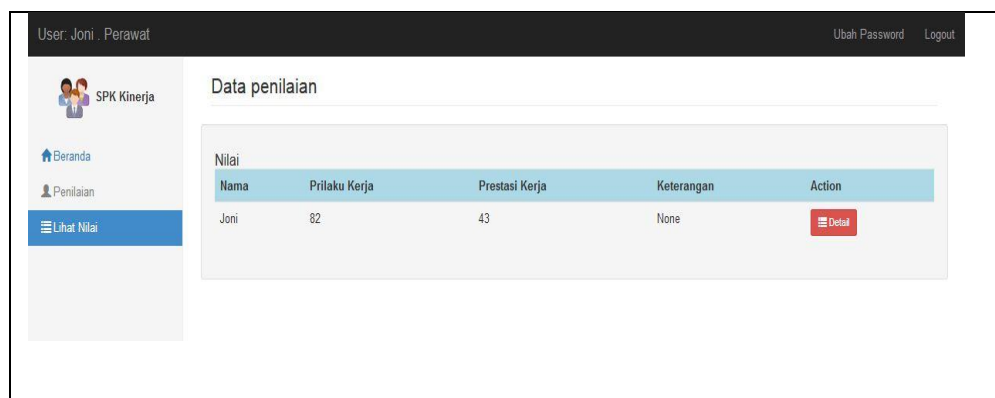 User: Joni . Perawat
Ubah Password Logout
SPK Kinerja
Beranda
Penilaian
Lihat Nilai
Data penilaian
Nilai
Nama Prilaku Kerja Prestasi Kerja Keterangan Action
Joni 82 43 None Detail